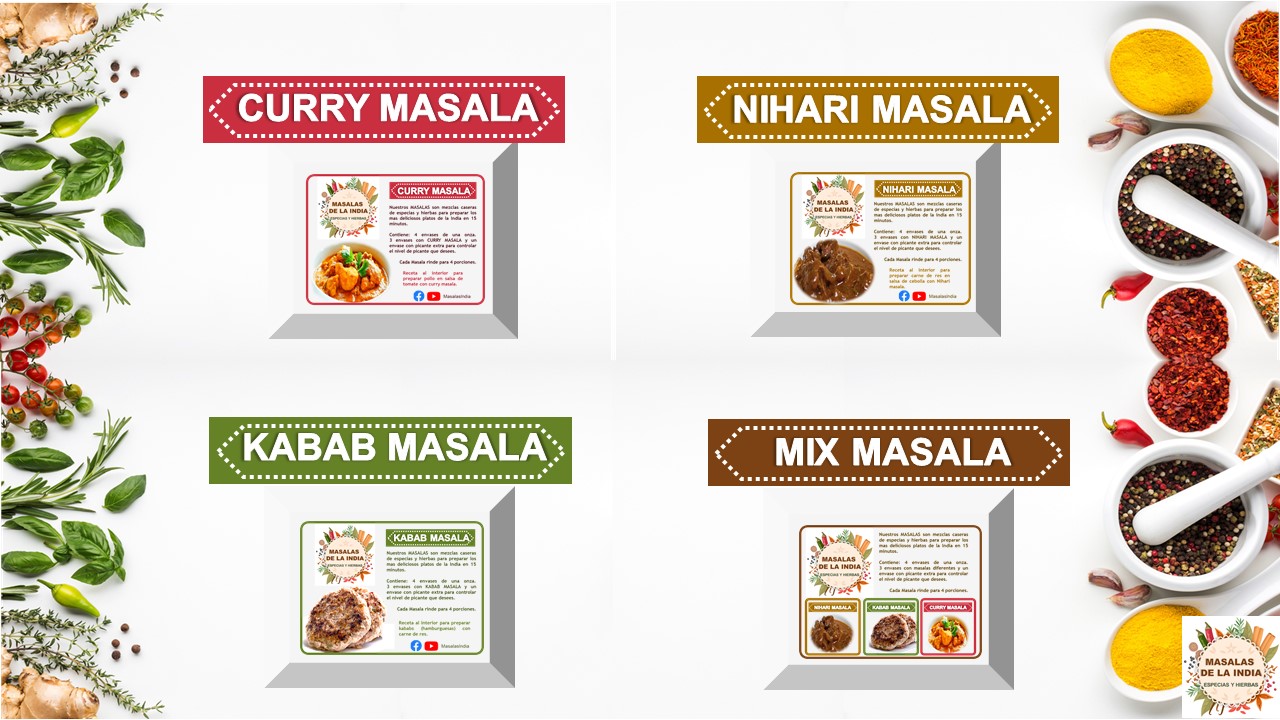 CURRY MASALA
MASALAS
DE LA INDIA
ESPECIAS Y HIERBAS
CURRY MASALA
Nuestros MASALAS son mezclas caseras
de especias y hierbas para preparar los
mas deliciosos platos de la India en 15
minutos.
Contiene: 4 envases de una onza.
3 envases con CURRY MASALA y un
envase con picante extra para controlar
el nivel de picante que desees.
Cada Masala rinde para 4 porciones.
Receta al interior para
preparar pollo en salsa de
tomate con curry masala.
MasalasIndia
NIHARI MASALA
MASALAS
DE LA INDIA
ESPECIAS Y HIERBAS
NIHARI MASALA
Nuestros MASALAS son mezclas caseras
de especias y hierbas para preparar los
mas deliciosos platos de la India en 15
minutos.
Contiene: 4 envases de una onza.
3 envases con NIHARI MASALA y un
envase con picante extra para controlar
el nivel de picante que desees.
Cada Masala rinde para 4 porciones.
Receta al interior para
preparar carne de res en
salsa de cebolla con Nihari
masala.
MasalasIndia
KABAB MASALA
MASALAS
DE LA INDIA
ESPECIAS Y HIERBAS
KABAB MASALA
Nuestros MASALAS son mezclas caseras
de especias y hierbas para preparar los
mas deliciosos platos de la India en 15
minutos.
Contiene: 4 envases de una onza.
3 envases con KABAB MASALA y un
envase con picante extra para controlar
el nivel de picante que desees.
Cada Masala rinde para 4 porciones.
Receta al interior para preparar
kababs (hamburguesas) con
carne de res.
MasalasIndia
MIX MASALA
MASALAS
DE LA INDIA
ESPECIAS Y HIERBAS
Nuestros MASALAS son mezclas caseras
de especias y hierbas para preparar los
mas deliciosos platos de la India en 15
minutos.
Contiene: 4 envases de una onza.
3 envases con masalas diferentes y un
envase con picante extra para controlar
el nivel de picante que desees.
Cada Masala rinde para 4 porciones.
NIHARI MASALA
KABAB MASALA
CURRY MASALA
MASALAS
DE LA INDIA
ESPECIAS Y HIERBAS